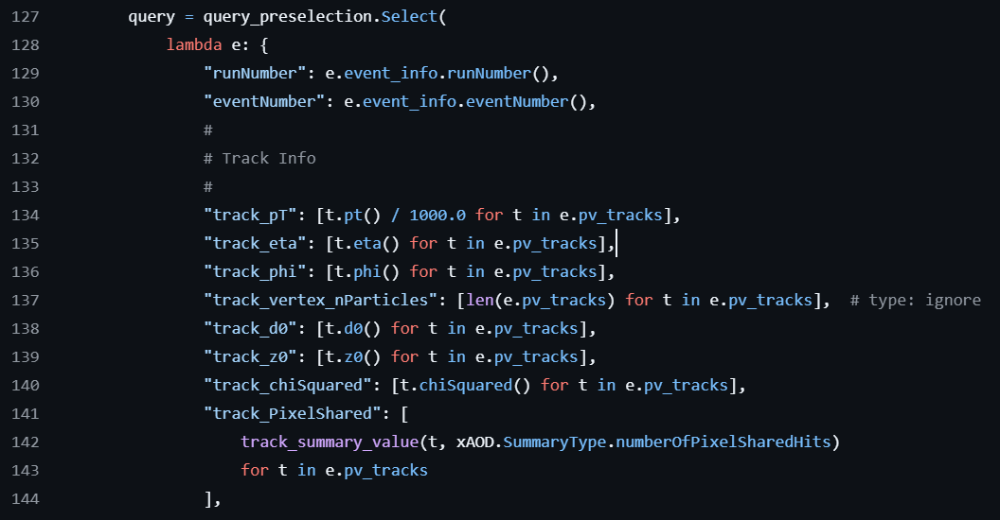 127 query = query_preselection.Select(
128 lambda e: {
129 "runNumber": e.event_info.runNumber(),
130 "eventNumber": e.event_info.eventNumber(),
131 #
132 # Track Info
133 #
134 "track_pT": [t.pt() / 1000.0 for t in e.pv_tracks],
135 "track_eta": [t.eta() for t in e.pv_tracks],
136 "track_phi": [t.phi() for t in e.pv_tracks],
137 "track_vertex_nParticles": [len(e.pv_tracks) for t in e.pv_tracks],  # type: ignore
138 "track_d0": [t.d0() for t in e.pv_tracks],
139 "track_z0": [t.z0() for t in e.pv_tracks],
140 "track_chiSquared": [t.chiSquared() for t in e.pv_tracks],
141 "track_PixelShared": [
142 track_summary_value(t, xAOD.SummaryType.numberOfPixelSharedHits)
143 for t in e.pv_tracks
144 ],